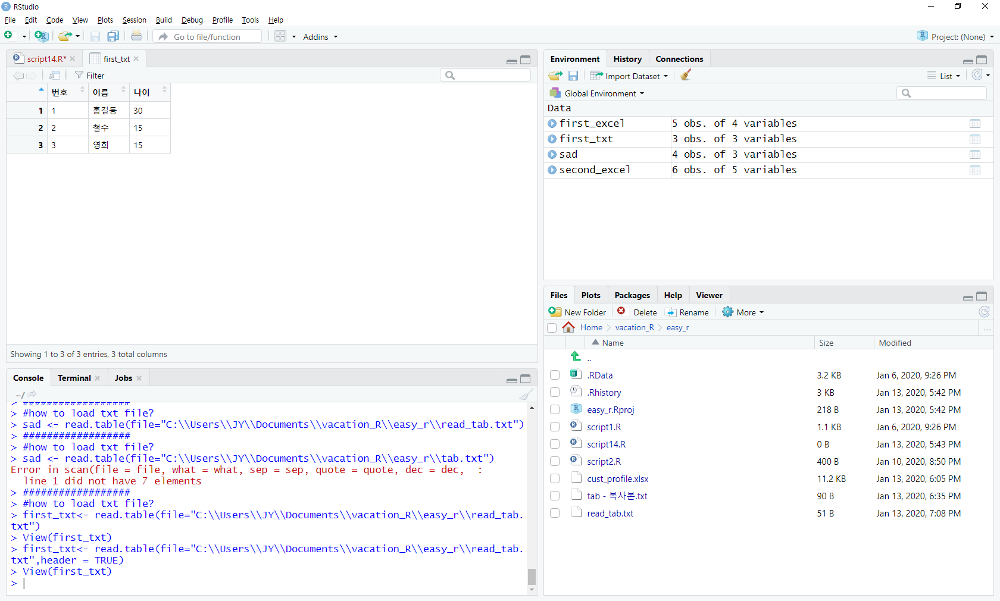 RStudio
File Edit Code View Plots Session Build Debug Profile Tools Help
Go to file/function Addins Project: (None)
script14.R* first_txt
Filter
번호 이름 나이
1 1 홍길동 30
2 2 철수 15
3 3 영희 15
Showing 1 to 3 of 3 entries, 3 total columns
Console Terminal Jobs
~/
> ##################
> #how to load txt file?
> sad <- read.table(file="C:\\Users\\JY\\Documents\\vacation_R\\easy_r\\read_tab.txt")
> ##################
> #how to load txt file?
> sad <- read.table(file="C:\\Users\\JY\\Documents\\vacation_R\\easy_r\\tab.txt")
Error in scan(file = file, what = what, sep = sep, quote = quote, dec = dec,  :
  line 1 did not have 7 elements
> ##################
> #how to load txt file?
> first_txt<- read.table(file="C:\\Users\\JY\\Documents\\vacation_R\\easy_r\\read_tab.
txt")
> View(first_txt)
> first_txt<- read.table(file="C:\\Users\\JY\\Documents\\vacation_R\\easy_r\\read_tab.
txt",header = TRUE)
> View(first_txt)
>
Environment History Connections
Import Dataset List
Global Environment
Data
first_excel 5 obs. of 4 variables
first_txt 3 obs. of 3 variables
sad 4 obs. of 3 variables
second_excel 6 obs. of 5 variables
Files Plots Packages Help Viewer
New Folder Delete Rename More
Home vacation_R easy_r ...
Name Size Modified
..
.RData 3.2 KB Jan 6, 2020, 9:26 PM
.Rhistory 3 KB Jan 13, 2020, 5:42 PM
easy_r.Rproj 218 B Jan 13, 2020, 5:42 PM
script1.R 1.1 KB Jan 6, 2020, 9:26 PM
script14.R 0 B Jan 13, 2020, 5:43 PM
script2.R 400 B Jan 10, 2020, 8:50 PM
cust_profile.xlsx 11.2 KB Jan 13, 2020, 6:05 PM
tab - 복사본.txt 90 B Jan 13, 2020, 6:35 PM
read_tab.txt 51 B Jan 13, 2020, 7:08 PM